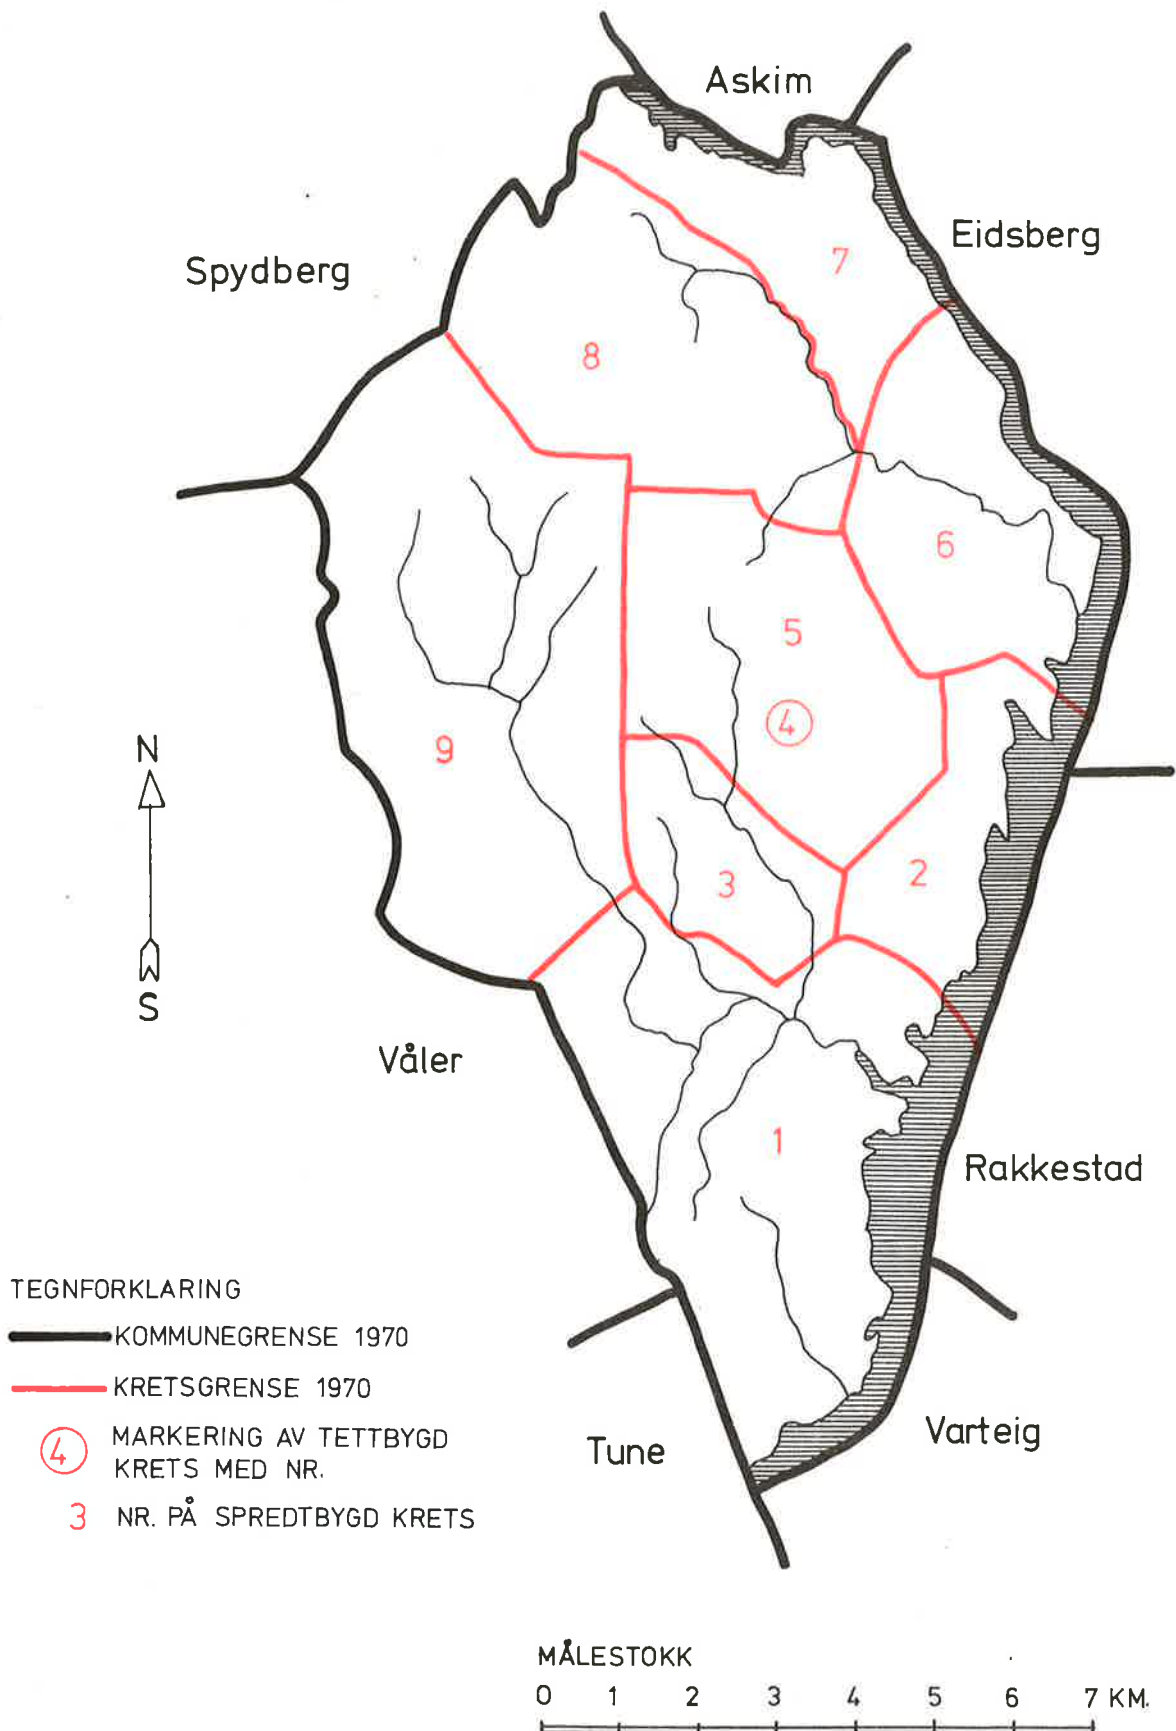 Askim
Eidsberg
Spydberg
7
8
6
5
4
9
3
2
N
S
Våler
1
Rakkestad
TEGNFORKLARING
KOMMUNEGRENSE 1970
KRETSGRENSE 1970
4 MARKERING AV TETTBYGD
KRETS MED NR.
3 NR. PÅ SPREDTBYGD KRETS
Tune
Varteig
MÅLESTOKK
0 1 2 3 4 5 6 7 KM.